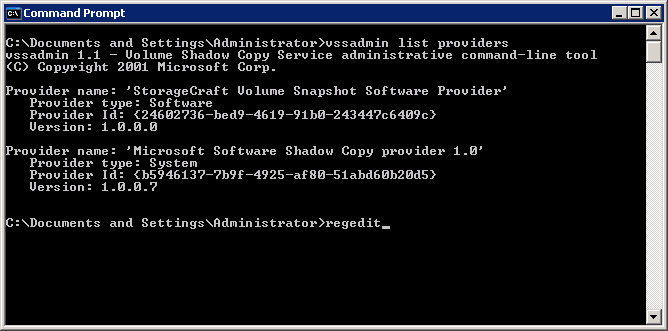 Command Prompt
C:\Documents and Settings\Administrator>vssadmin list providers
vssadmin 1.1 - Volume Shadow Copy Service administrative command-line tool
(C) Copyright 2001 Microsoft Corp.
Provider name: 'StorageCraft Volume Snapshot Software Provider'
Provider type: Software
Provider Id: {24602736-bed9-4619-91b0-243447c6409c}
Version: 1.0.0.0
Provider name: 'Microsoft Software Shadow Copy provider 1.0'
Provider type: System
Provider Id: {b5946137-7b9f-4925-af80-51abd60b20d5}
Version: 1.0.0.7
C:\Documents and Settings\Administrator>regedit_